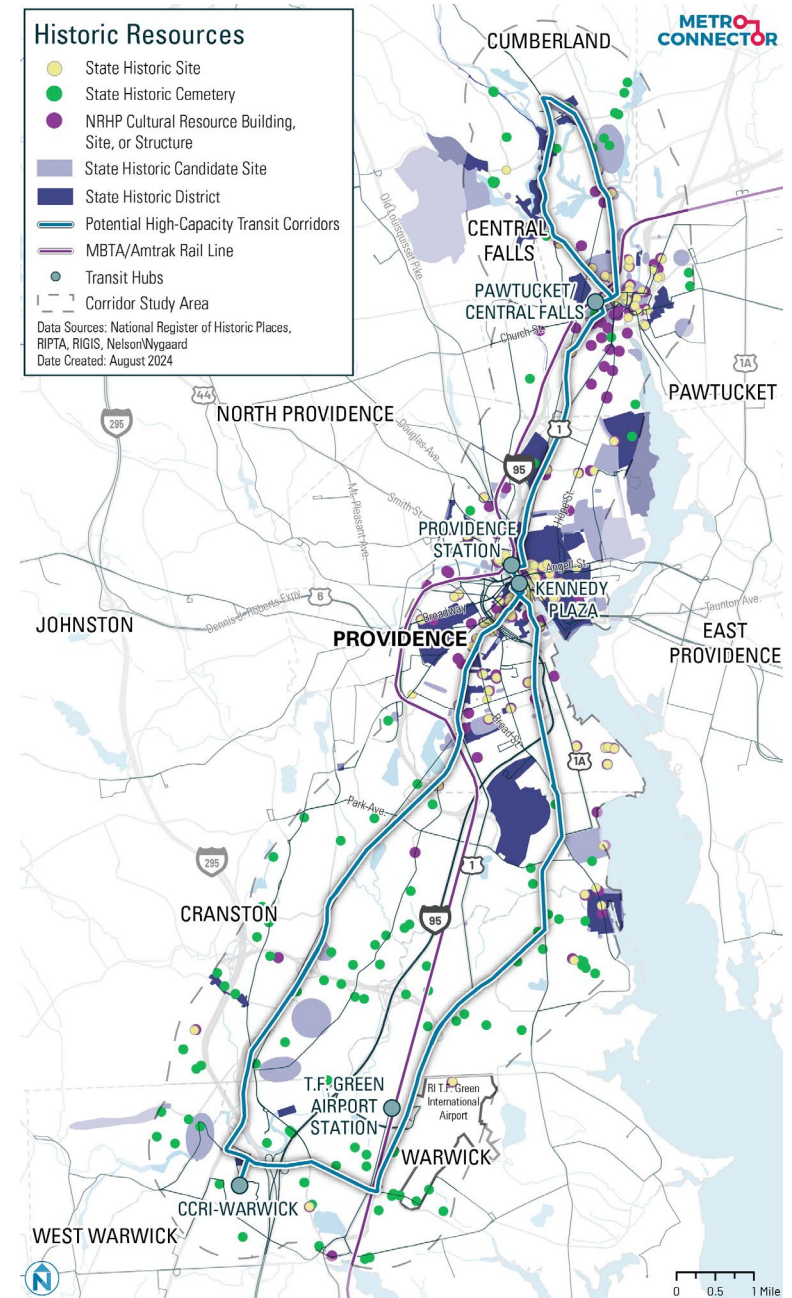 Historic Resources
State Historic Site
State Historic Cemetery
NRHP Cultural Resource Building,
Site, or Structure
State Historic Candidate Site
State Historic District
Potential High-Capacity Transit Corridors
MBTA/Amtrak Rail Line
Transit Hubs
Corridor Study Area
Data Sources: National Register of Historic Places,
RIPTA, RIGIS, Nelson\Nygaard
Date Created: August 2024
METRO
CONNECTOR
CUMBERLAND
Old Louisquisset Pike
CENTRAL
FALLS
PAWTUCKET/
CENTRAL FALLS
Church St.
1A
PAWTUCKET
44
295
NORTH PROVIDENCE
Douglas Ave.
1
95
Mt. Pleasant Ave.
Smith St.
Hope St.
PROVIDENCE
STATION
Angell St.
KENNEDY
PLAZA
6
Dennis J. Roberts Expy.
Broadway
Taunton Ave.
JOHNSTON
PROVIDENCE
EAST
PROVIDENCE
Broad St.
1A
Park Ave.
295
1
CRANSTON
95
T.F. GREEN
AIRPORT
STATION
RI T.F. Green
International
Airport
WARWICK
CCRI-WARWICK
WEST WARWICK
N
0 0.5 1 Mile